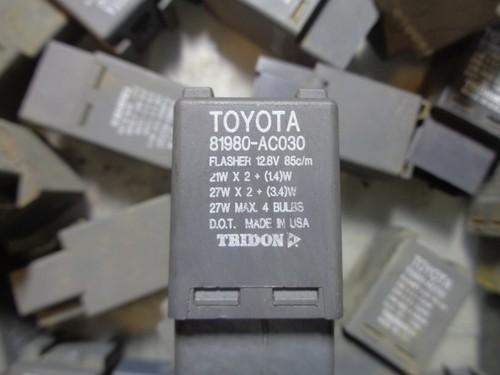 TOYOTA
81980-AC030
FLASHER 12.8V 85c/m
21W X 2 + (1.4)W
27W X 2 + (3.4)W
27W MAX. 4 BULBS
D.O.T. MADE IN USA
TRIDON
TOYOTA